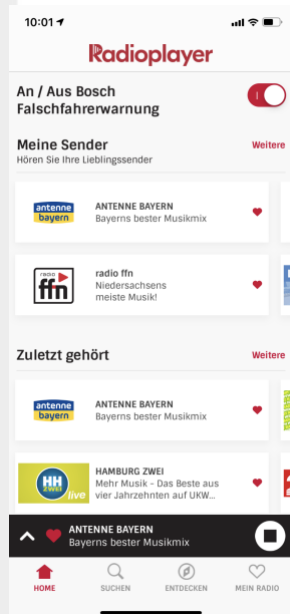 10:01
Radioplayer
An / Aus Bosch
Falschfahrerwarnung
Meine Sender
Weitere
Hören Sie Ihre Lieblingssender
antenne
bayern
ANTENNE BAYERN
Bayerns bester Musikmix
radio
ffn
radio ffn
Niedersachsens
meiste Musik!
Zuletzt gehört
Weitere
antenne
bayern
ANTENNE BAYERN
Bayerns bester Musikmix
HH
ZWEI
live
HAMBURG ZWEI
Mehr Musik - Das Beste aus
vier Jahrzehnten auf UKW...
ANTENNE BAYERN
Bayerns bester Musikmix
HOME
SUCHEN
ENTDECKEN
MEIN RADIO